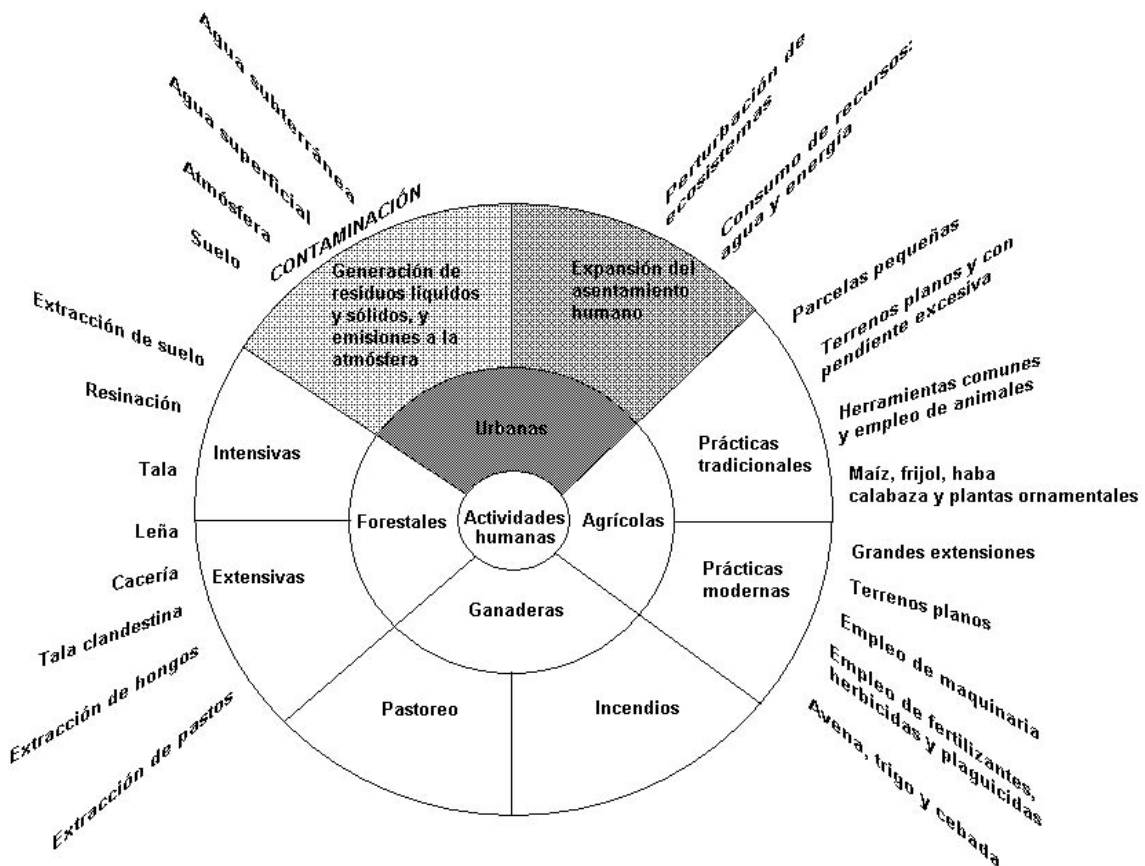 Agua subterránea
Agua superficial
Atmósfera
Suelo
CONTAMINACIÓN
Generación de
residuos líquidos
y sólidos, y
emisiones a la
atmósfera
Expansión del
asentamiento
humano
Perturbación de
ecosistemas
Consumo de recursos:
agua y energía
Urbanas
Actividades
humanas
Forestales
Agrícolas
Ganaderas
Intensivas
Extensivas
Extracción de suelo
Resinación
Tala
Leña
Cacería
Tala clandestina
Extracción de hongos
Extracción de pastos
Pastoreo
Incendios
Prácticas
tradicionales
Prácticas
modernas
Parcelas pequeñas
Terrenos planos y con
pendiente excesiva
Herramientas comunes
y empleo de animales
Maíz, frijol, haba
calabaza y plantas ornamentales
Grandes extensiones
Terrenos planos
Empleo de maquinaria
Empleo de fertilizantes,
herbicidas y plaguicidas
Avena, trigo y cebada